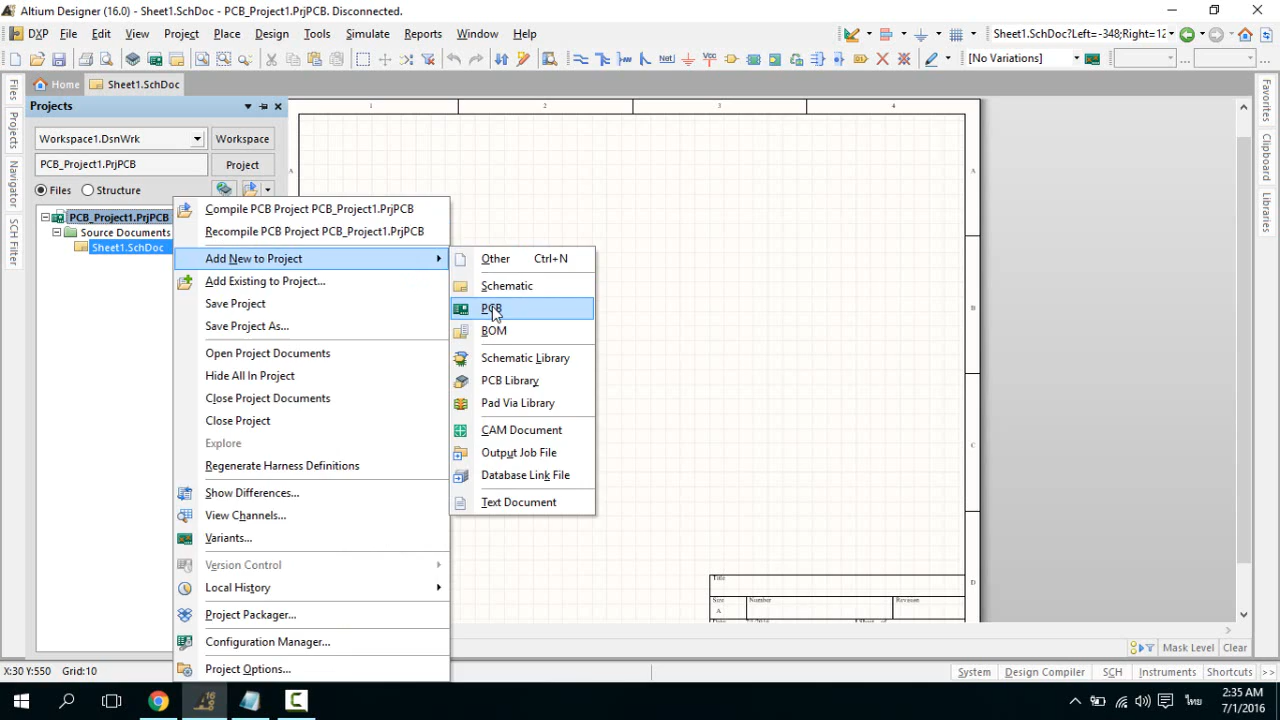 Altium Designer (16.0) - Sheet1.SchDoc - PCB_Project1.PrjPCB. Disconnected.
DXP File Edit View Project Place Design Tools Simulate Reports Window Help
Sheet1.SchDoc?Left=-348;Right=12
Net Vcc [No Variations] ... ...
Home Sheet1.SchDoc
Files
Projects
Navigator
SCH Filter
Projects
Workspace1.DsnWrk Workspace
PCB_Project1.PrjPCB Project
Files Structure
PCB_Project1.PrjPCB
Source Documents
Sheet1.SchDoc
Compile PCB Project PCB_Project1.PrjPCB
Recompile PCB Project PCB_Project1.PrjPCB
Add New to Project
Add Existing to Project...
Save Project
Save Project As...
Open Project Documents
Hide All In Project
Close Project Documents
Close Project
Explore
Regenerate Harness Definitions
Show Differences...
View Channels...
Variants...
Version Control
Local History
Project Packager...
Configuration Manager...
Project Options...
Other Ctrl+N
Schematic
PCB
BOM
Schematic Library
PCB Library
Pad Via Library
CAM Document
Output Job File
Database Link File
Text Document
1 2 3 4
A A
B
C
D
Title
Size Number Revision
A
Favorites
Clipboard
Libraries
Mask Level Clear
X:30 Y:550 Grid:10
System Design Compiler SCH Instruments Shortcuts >>
ไทย
2:35 AM
7/1/2016